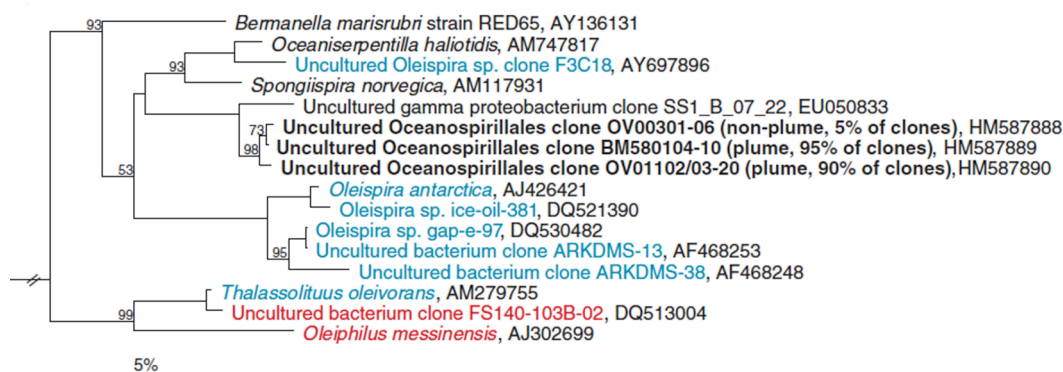 93
Bermanella marisrubri strain RED65, AY136131
Oceaniserpentilla haliotidis, AM747817
93
Uncultured Oleispira sp. clone F3C18, AY697896
Spongiispira norvegica, AM117931
Uncultured gamma proteobacterium clone SS1_B_07_22, EU050833
73
Uncultured Oceanospirillales clone OV00301-06 (non-plume, 5% of clones), HM587888
98
Uncultured Oceanospirillales clone BM580104-10 (plume, 95% of clones), HM587889
53
Uncultured Oceanospirillales clone OV01102/03-20 (plume, 90% of clones),HM587890
Oleispira antarctica, AJ426421
Oleispira sp. ice-oil-381, DQ521390
Oleispira sp. gap-e-97, DQ530482
95
Uncultured bacterium clone ARKDMS-13, AF468253
Uncultured bacterium clone ARKDMS-38, AF468248
Thalassolituus oleivorans, AM279755
99
Uncultured bacterium clone FS140-103B-02, DQ513004
Oleiphilus messinensis, AJ302699
5%